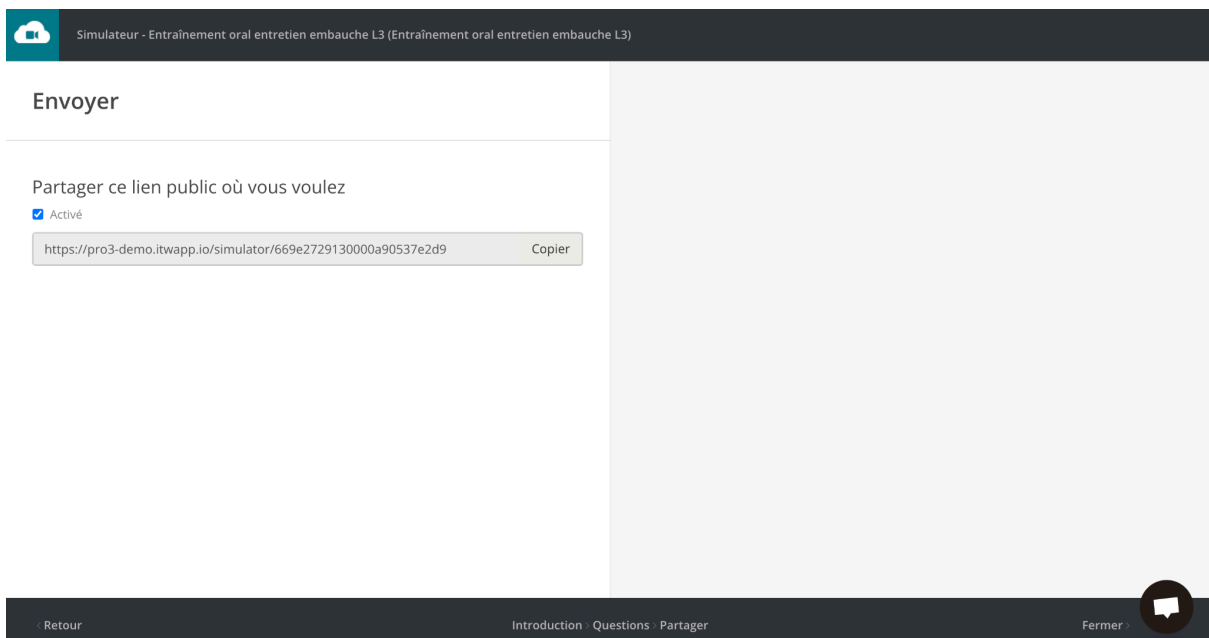 Simulateur - Entraînement oral entretien embauche L3 (Entraînement oral entretien embauche L3)
Envoyer
Partager ce lien public où vous voulez
Activé
https://pro3-demo.itwapp.io/simulator/669e2729130000a90537e2d9 Copier
‹ Retour Introduction › Questions › Partager Fermer ›